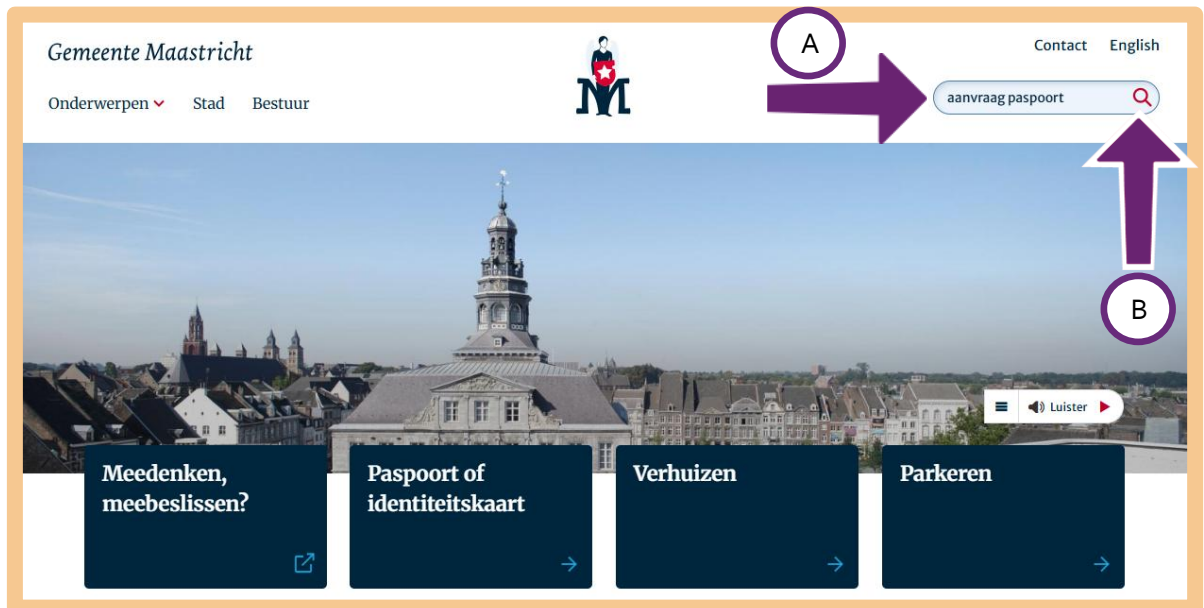 Gemeente Maastricht
A
Contact English
Onderwerpen Stad Bestuur
M
aanvraag paspoort
B
Luister
Meedenken,
meebeslissen?
Paspoort of
identiteitskaart
Verhuizen
Parkeren